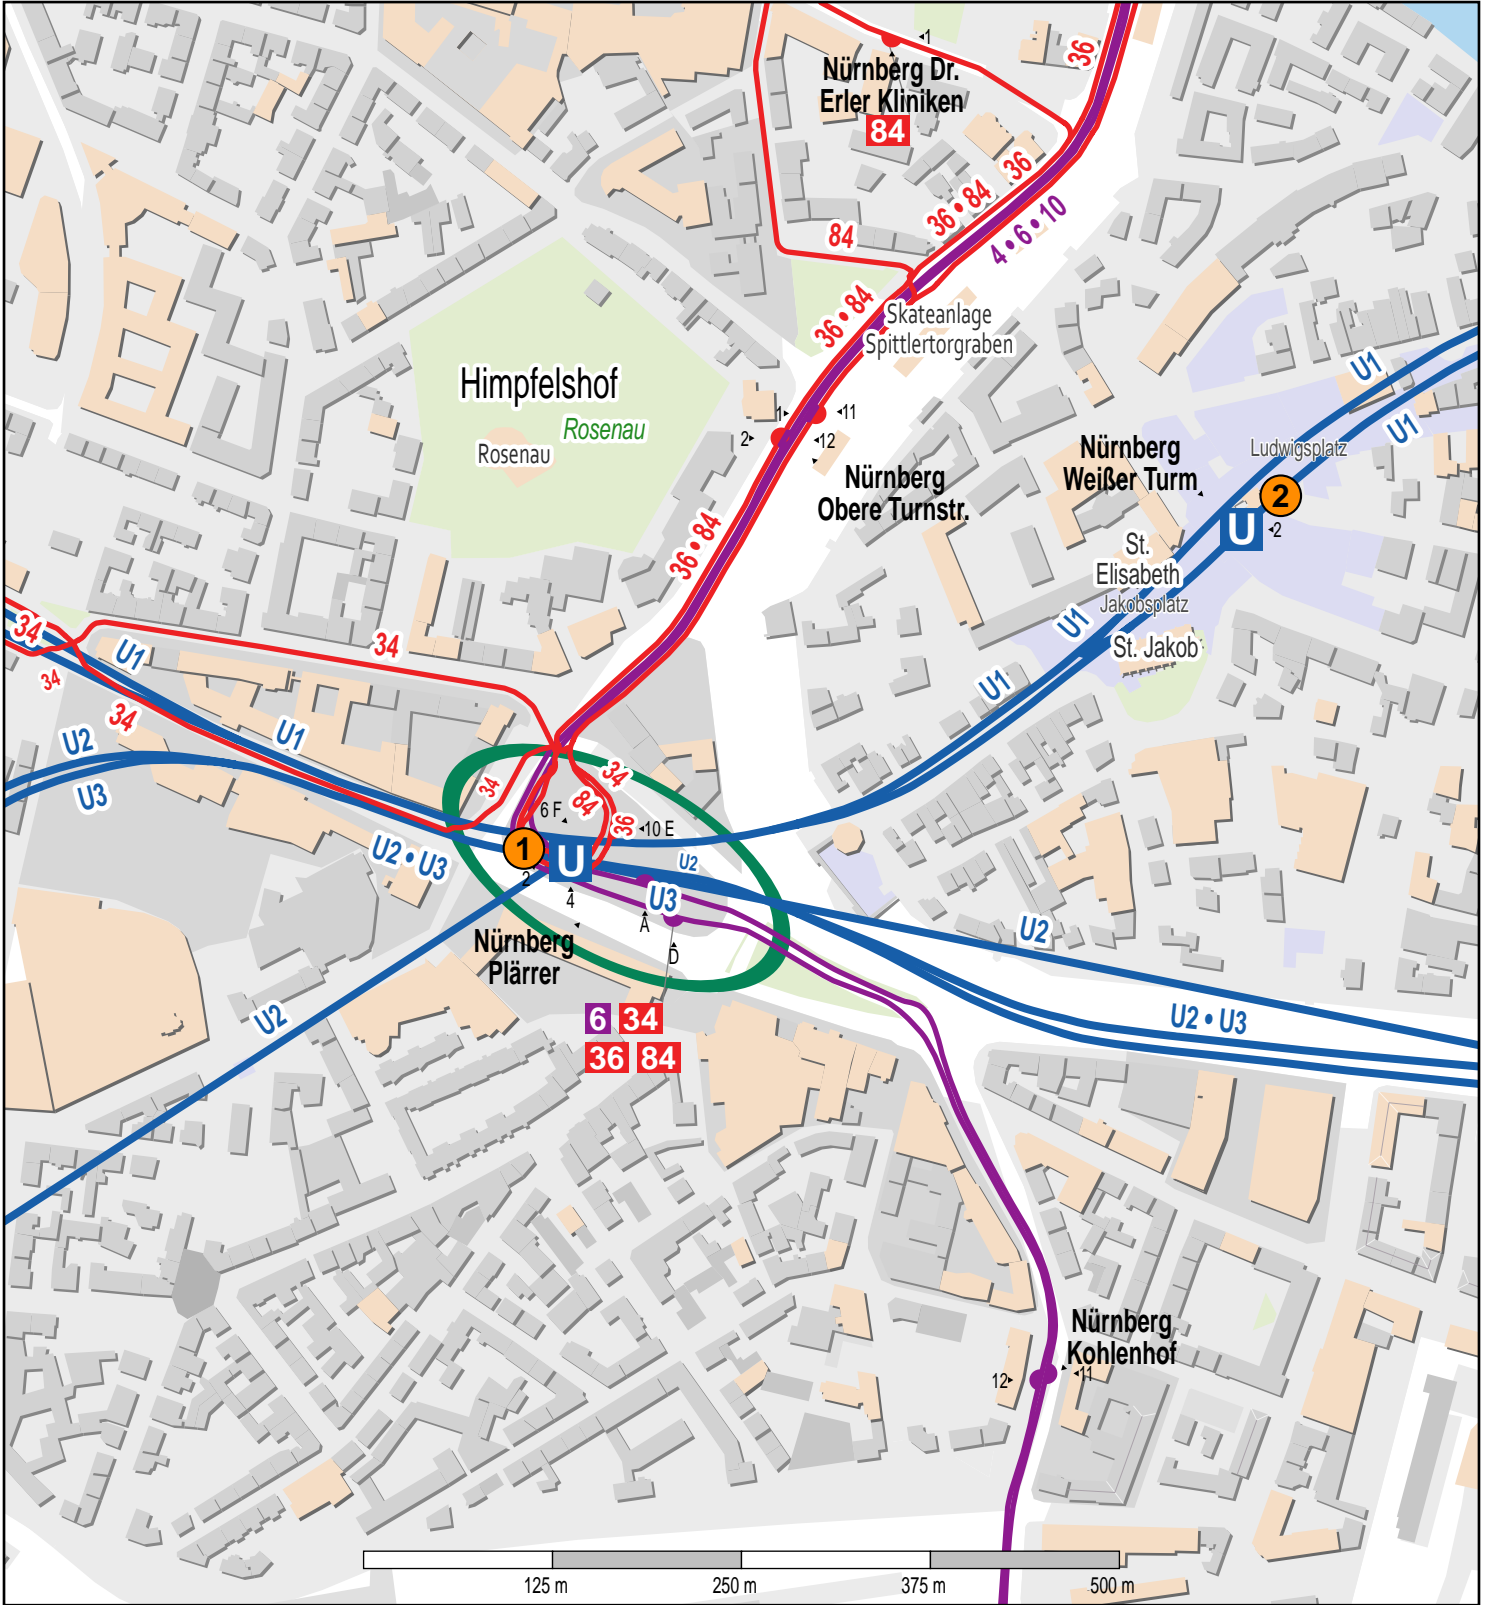 1
Nürnberg Dr.
Erler Kliniken
84
36
36
36 • 84
4 • 6 • 10
84
36 • 84
Skateanlage
Spittlertorgraben
Himpfelshof
Rosenau
Rosenau
1
11
2
12
Nürnberg
Obere Turnstr.
36 • 84
U1
U1
Nürnberg
Weißer Turm
Ludwigsplatz
2
U
2
St.
Elisabeth
Jakobsplatz
St. Jakob
U1
U1
34
34
34
34
U1
U1
U2
U3
U2 • U3
34
34
84
36
6 F
10 E
1
U
2
4
U2
U3
A
D
Nürnberg
Plärrer
6 34
36 84
U2
U2
U2 • U3
Nürnberg
Kohlenhof
12
11
125 m
250 m
375 m
500 m